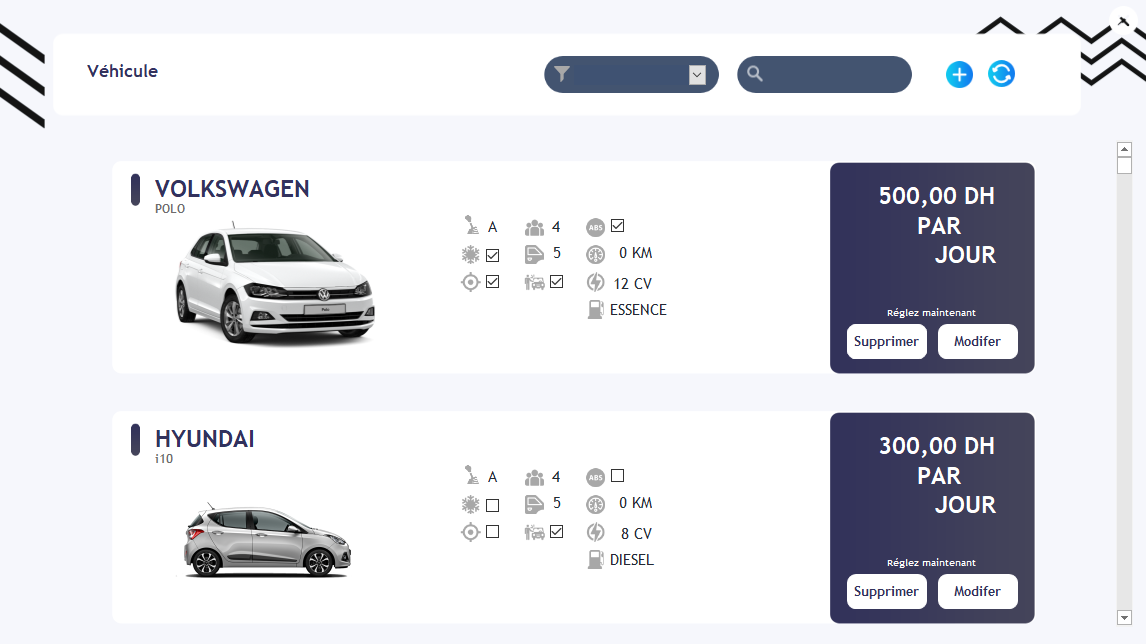 Véhicule
VOLKSWAGEN
POLO
A 4 ABS
5 0 KM
12 CV
ESSENCE
Polo
500,00 DH
PAR
JOUR
Réglez maintenant
Supprimer Modifer
HYUNDAI
i10
A 4 ABS
5 0 KM
8 CV
DIESEL
300,00 DH
PAR
JOUR
Réglez maintenant
Supprimer Modifer